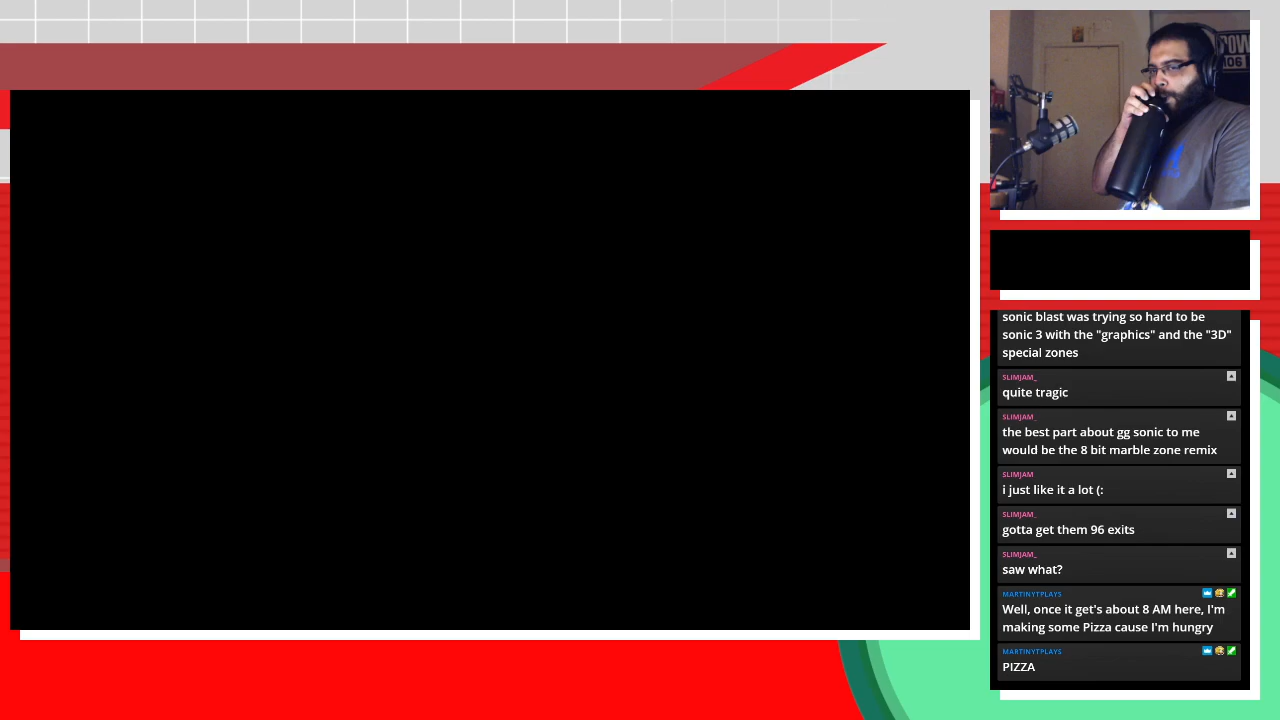 sonic blast was trying so hard to be
sonic 3 with the "graphics" and the "3D"
special zones
SLIMJAM_
quite tragic
SLIMJAM_
the best part about gg sonic to me
would be the 8 bit marble zone remix
SLIMJAM
i just like it a lot (:
SLIMJAM_
gotta get them 96 exits
SLIMJAM_
saw what?
MARTINYTPLAYS
Well, once it get's about 8 AM here, I'm
making some Pizza cause I'm hungry
MARTINYTPLAYS
PIZZA